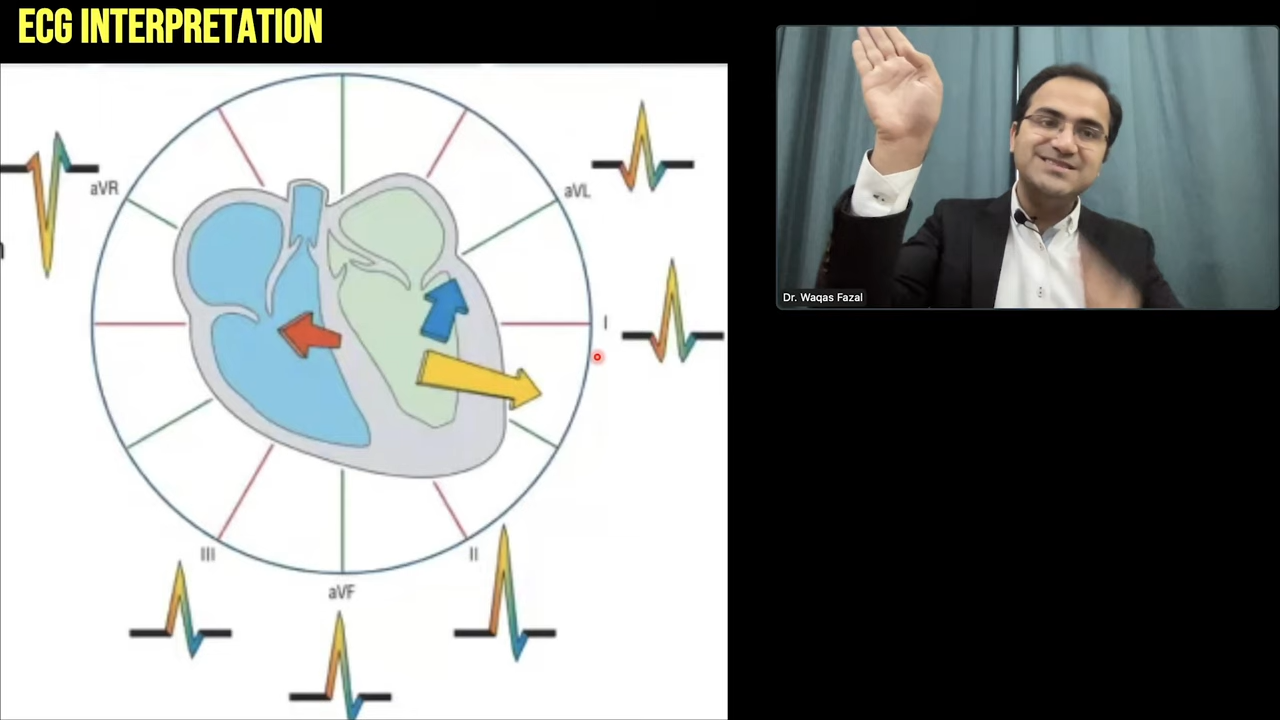 ECG INTERPRETATION
aVR
aVL
I
III
II
aVF
Dr. Waqas Fazal